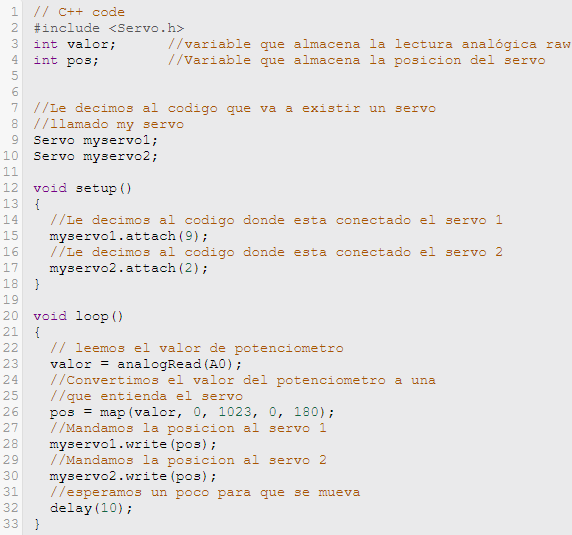 1 // C++ code
2 #include <Servo.h>
3 int valor;      //variable que almacena la lectura analógica raw
4 int pos;        //Variable que almacena la posicion del servo
5
6
7 //Le decimos al codigo que va a existir un servo
8 //llamado my servo
9 Servo myservo1;
10 Servo myservo2;
11
12 void setup()
13 {
14   //Le decimos al codigo donde esta conectado el servo 1
15   myservo1.attach(9);
16   //Le decimos al codigo donde esta conectado el servo 2
17   myservo2.attach(2);
18 }
19
20 void loop()
21 {
22   // leemos el valor de potenciometro
23   valor = analogRead(A0);
24   //Convertimos el valor del potenciometro a una
25   //que entienda el servo
26   pos = map(valor, 0, 1023, 0, 180);
27   //Mandamos la posicion al servo 1
28   myservo1.write(pos);
29   //Mandamos la posicion al servo 2
30   myservo2.write(pos);
31   //esperamos un poco para que se mueva
32   delay(10);
33 }